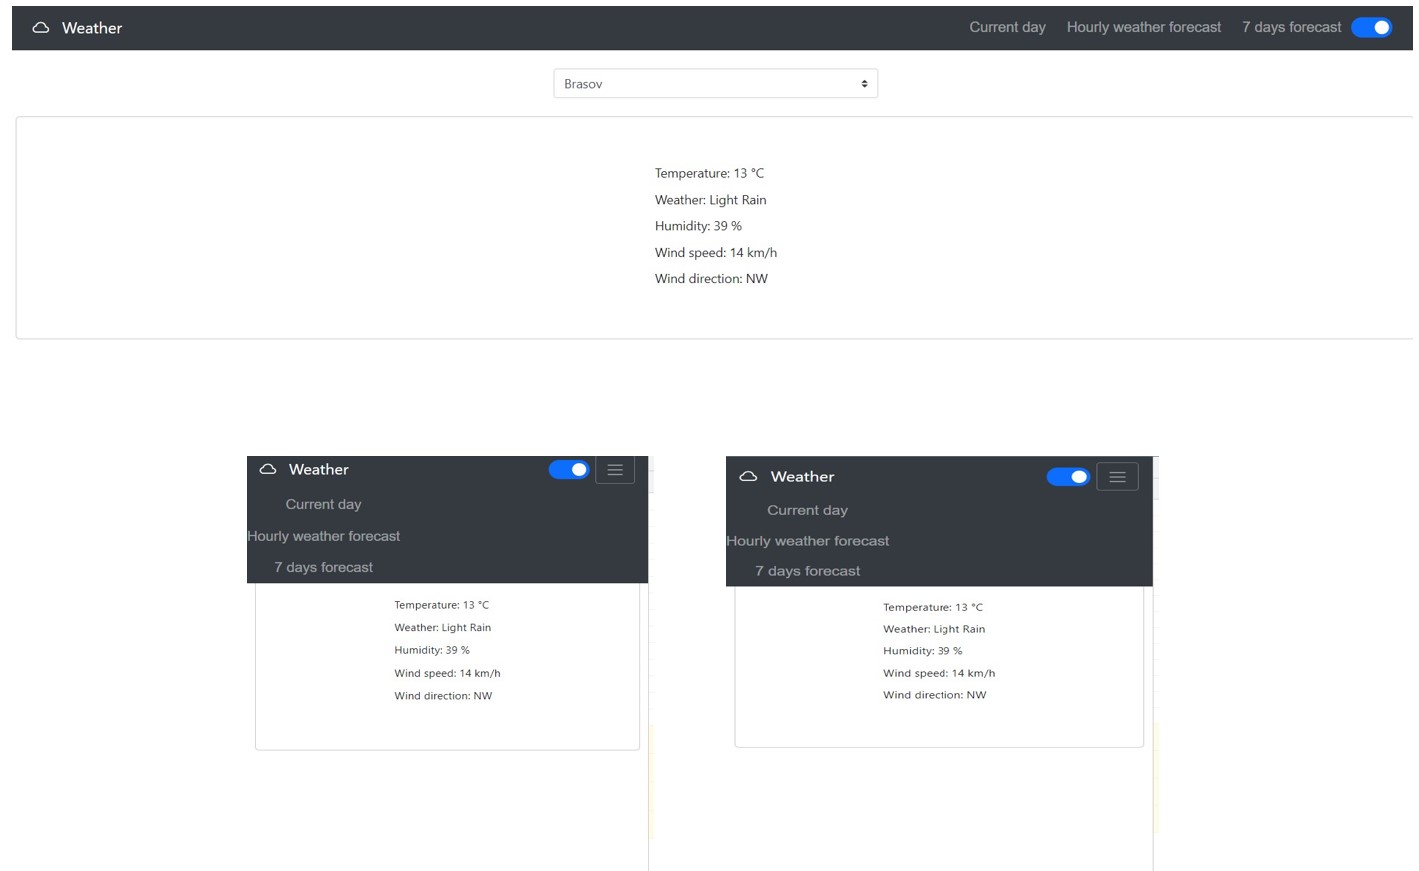 Weather Current day Hourly weather forecast 7 days forecast
Brasov
Temperature: 13 °C
Weather: Light Rain
Humidity: 39 %
Wind speed: 14 km/h
Wind direction: NW
Weather
Current day
Hourly weather forecast
7 days forecast
Temperature: 13 °C
Weather: Light Rain
Humidity: 39 %
Wind speed: 14 km/h
Wind direction: NW
Weather
Current day
Hourly weather forecast
7 days forecast
Temperature: 13 °C
Weather: Light Rain
Humidity: 39 %
Wind speed: 14 km/h
Wind direction: NW